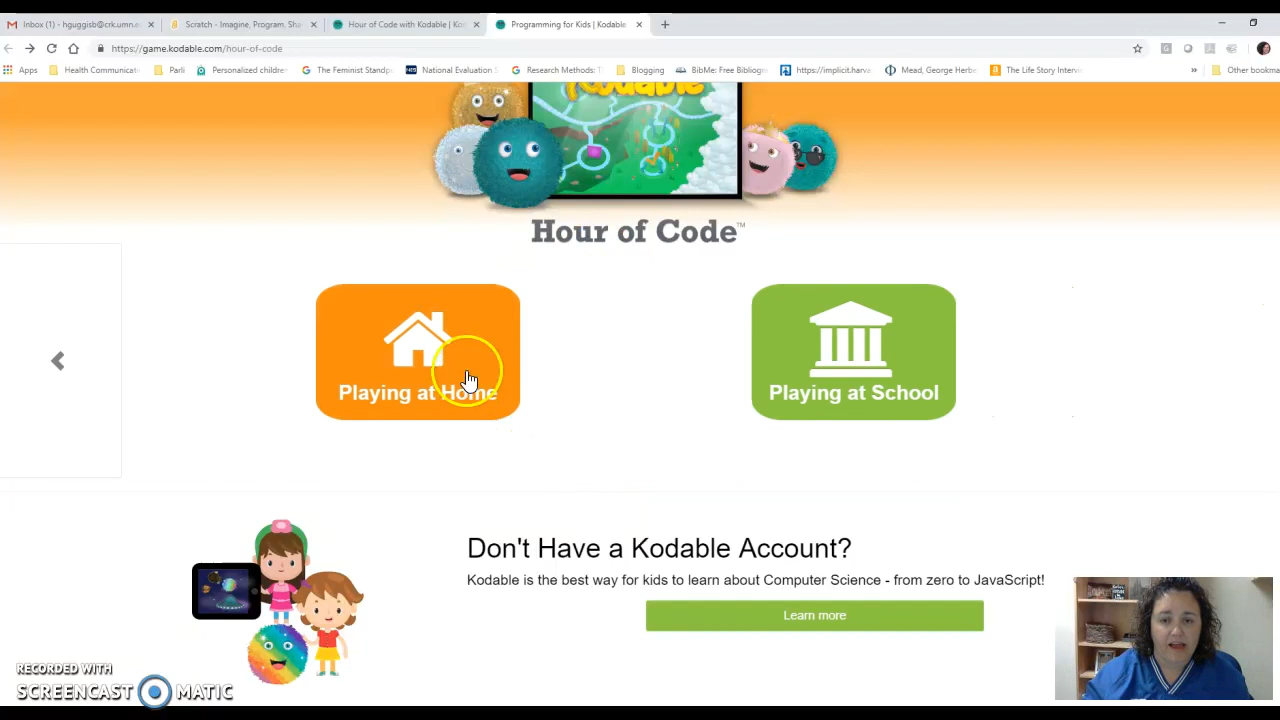 Inbox (1) - hguggisb@crk.umn.e
Scratch - Imagine, Program, Sha
Hour of Code with Kodable | Ko
Programming for Kids | Kodable
https://game.kodable.com/hour-of-code
Apps
Health Communicat
Parli
Personalized children
The Feminist Standp
National Evaluation S
Research Methods: T
Blogging
BibMe: Free Bibliogr
https://implicit.harva
Mead, George Herbe
The Life Story Interv
»
Other bookma
Hour of Code™
Playing at Home
Playing at School
Don't Have a Kodable Account?
Kodable is the best way for kids to learn about Computer Science - from zero to JavaScript!
Learn more
RECORDED WITH
SCREENCAST MATIC